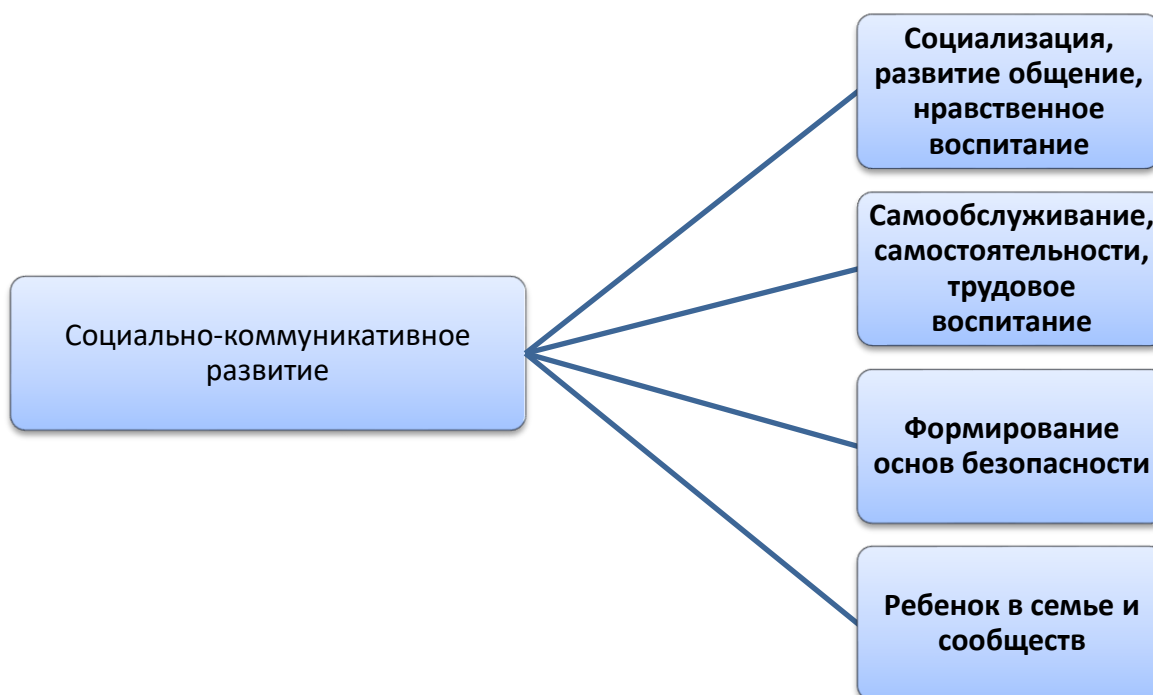 Социализация,
развитие общение,
нравственное
воспитание
Самообслуживание,
самостоятельности,
трудовое
воспитание
Социально-коммуникативное
развитие
Формирование
основ безопасности
Ребенок в семье и
сообществ